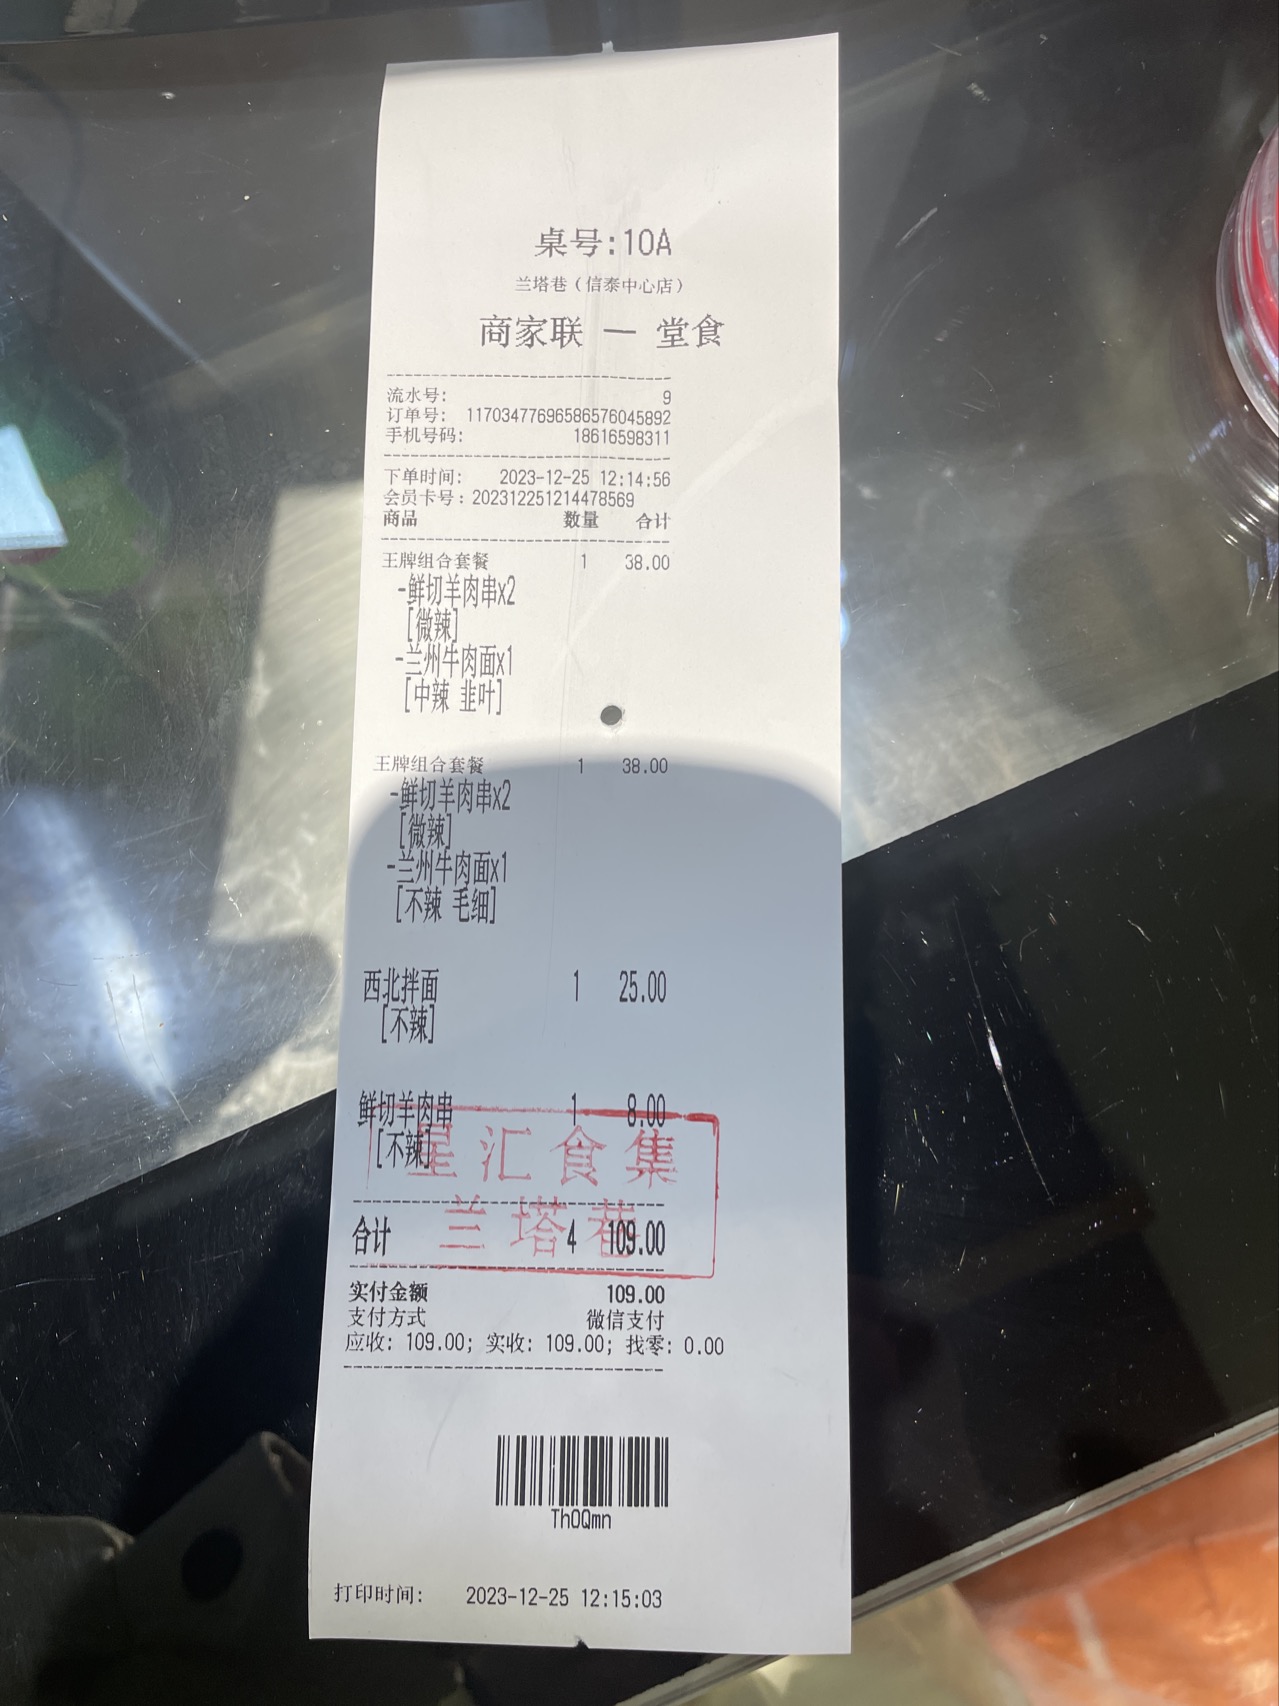 桌号:10A
兰塔巷(信泰中心店)
商家联 — 堂食
流水号: 9
订单号: 11703477696586576045892
手机号码: 18616598311
下单时间: 2023-12-25 12:14:56
会员卡号: 202312251214478569
商品 数量 合计
王牌组合套餐 1 38.00
-鲜切羊肉串x2
[微辣]
-兰州牛肉面x1
[中辣 韭叶]
王牌组合套餐 1 38.00
-鲜切羊肉串x2
[微辣]
-兰州牛肉面x1
[不辣 毛细]
西北拌面 1 25.00
[不辣]
鲜切羊肉串 1 8.00
[不辣]
星汇食集
兰塔巷
合计 4 109.00
实付金额 109.00
支付方式 微信支付
应收: 109.00; 实收: 109.00; 找零: 0.00
ThOQmn
打印时间: 2023-12-25 12:15:03